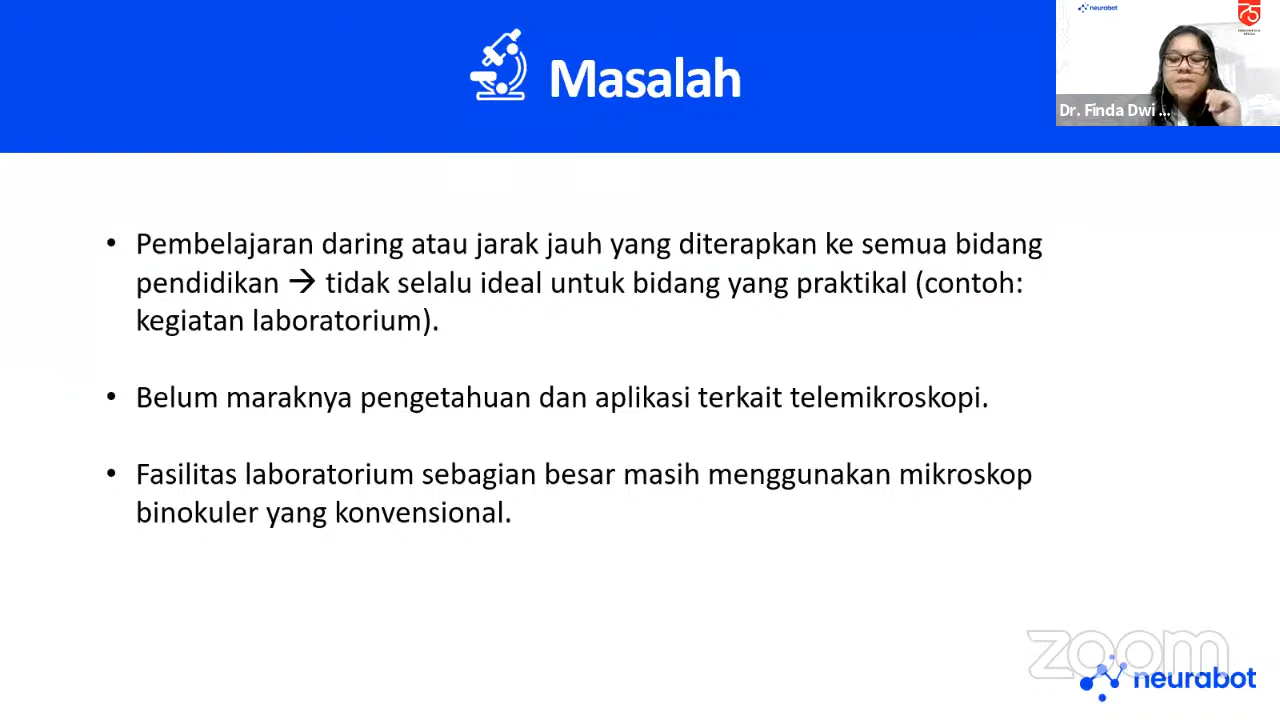 Masalah
neurabot
Dr. Finda Dwi ...
• Pembelajaran daring atau jarak jauh yang diterapkan ke semua bidang
pendidikan → tidak selalu ideal untuk bidang yang praktikal (contoh:
kegiatan laboratorium).
• Belum maraknya pengetahuan dan aplikasi terkait telemikroskopi.
• Fasilitas laboratorium sebagian besar masih menggunakan mikroskop
binokuler yang konvensional.
zoom
neurabot